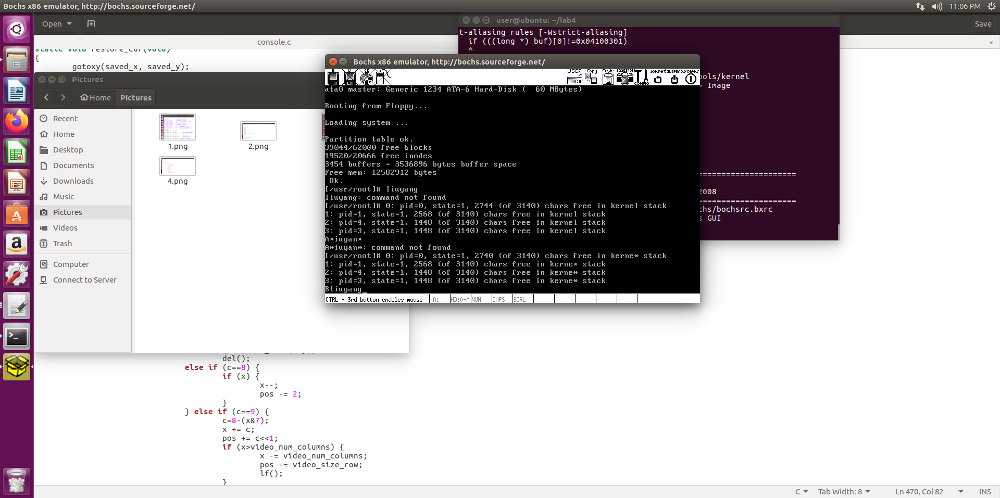 Bochs x86 emulator, http://bochs.sourceforge.net/
11:06 PM
Open
Save
console.c
static void restore_cur(void)
{
gotoxy(saved_x, saved_y);
Pictures
Home
Pictures
Recent
Home
Desktop
Documents
Downloads
Music
Pictures
Videos
Trash
Computer
Connect to Server
1.png
2.png
4.png
user@ubuntu: ~/lab4
t-aliasing rules [-Wstrict-aliasing]
if (((long *) buf)[0]!=0x04100301)
^
ools/kernel
> Image
=====================
2008
=====================
chs/bochsrc.bxrc
s GUI
Bochs x86 emulator, http://bochs.sourceforge.net/
A:
B:
CD
USER
Copy
Paste
snapshot
CONFIG
Reset
SUSPEND
Power
ata0 master: Generic 1234 ATA-6 Hard-Disk (  60 MBytes)
Booting from Floppy...
Loading system ...
Partition table ok.
39044/62000 free blocks
19520/20666 free inodes
3454 buffers = 3536896 bytes buffer space
Free mem: 12582912 bytes
Ok.
[/usr/root]# liuyang
liuyang: command not found
[/usr/root]# 0: pid=0, state=1, 2744 (of 3140) chars free in kernel stack
1: pid=1, state=1, 2568 (of 3140) chars free in kernel stack
2: pid=4, state=1, 1448 (of 3140) chars free in kernel stack
3: pid=3, state=1, 1448 (of 3140) chars free in kernel stack
A*iuyan*
A*iuyan*: command not found
[/usr/root]# 0: pid=0, state=1, 2740 (of 3140) chars free in kerne* stack
1: pid=1, state=1, 2568 (of 3140) chars free in kerne* stack
2: pid=4, state=1, 1448 (of 3140) chars free in kerne* stack
3: pid=3, state=1, 1448 (of 3140) chars free in kerne* stack
Bliuyang_
CTRL + 3rd button enables mouse
A:
HD:0-M
NUM
CAPS
SCRL
del();
else if (c==8) {
if (x) {
x--;
pos -= 2;
}
} else if (c==9) {
c=8-(x&7);
x += c;
pos += c<<1;
if (x>video_num_columns) {
x -= video_num_columns;
pos -= video_size_row;
lf();
}
C
Tab Width: 8
Ln 470, Col 82
INS